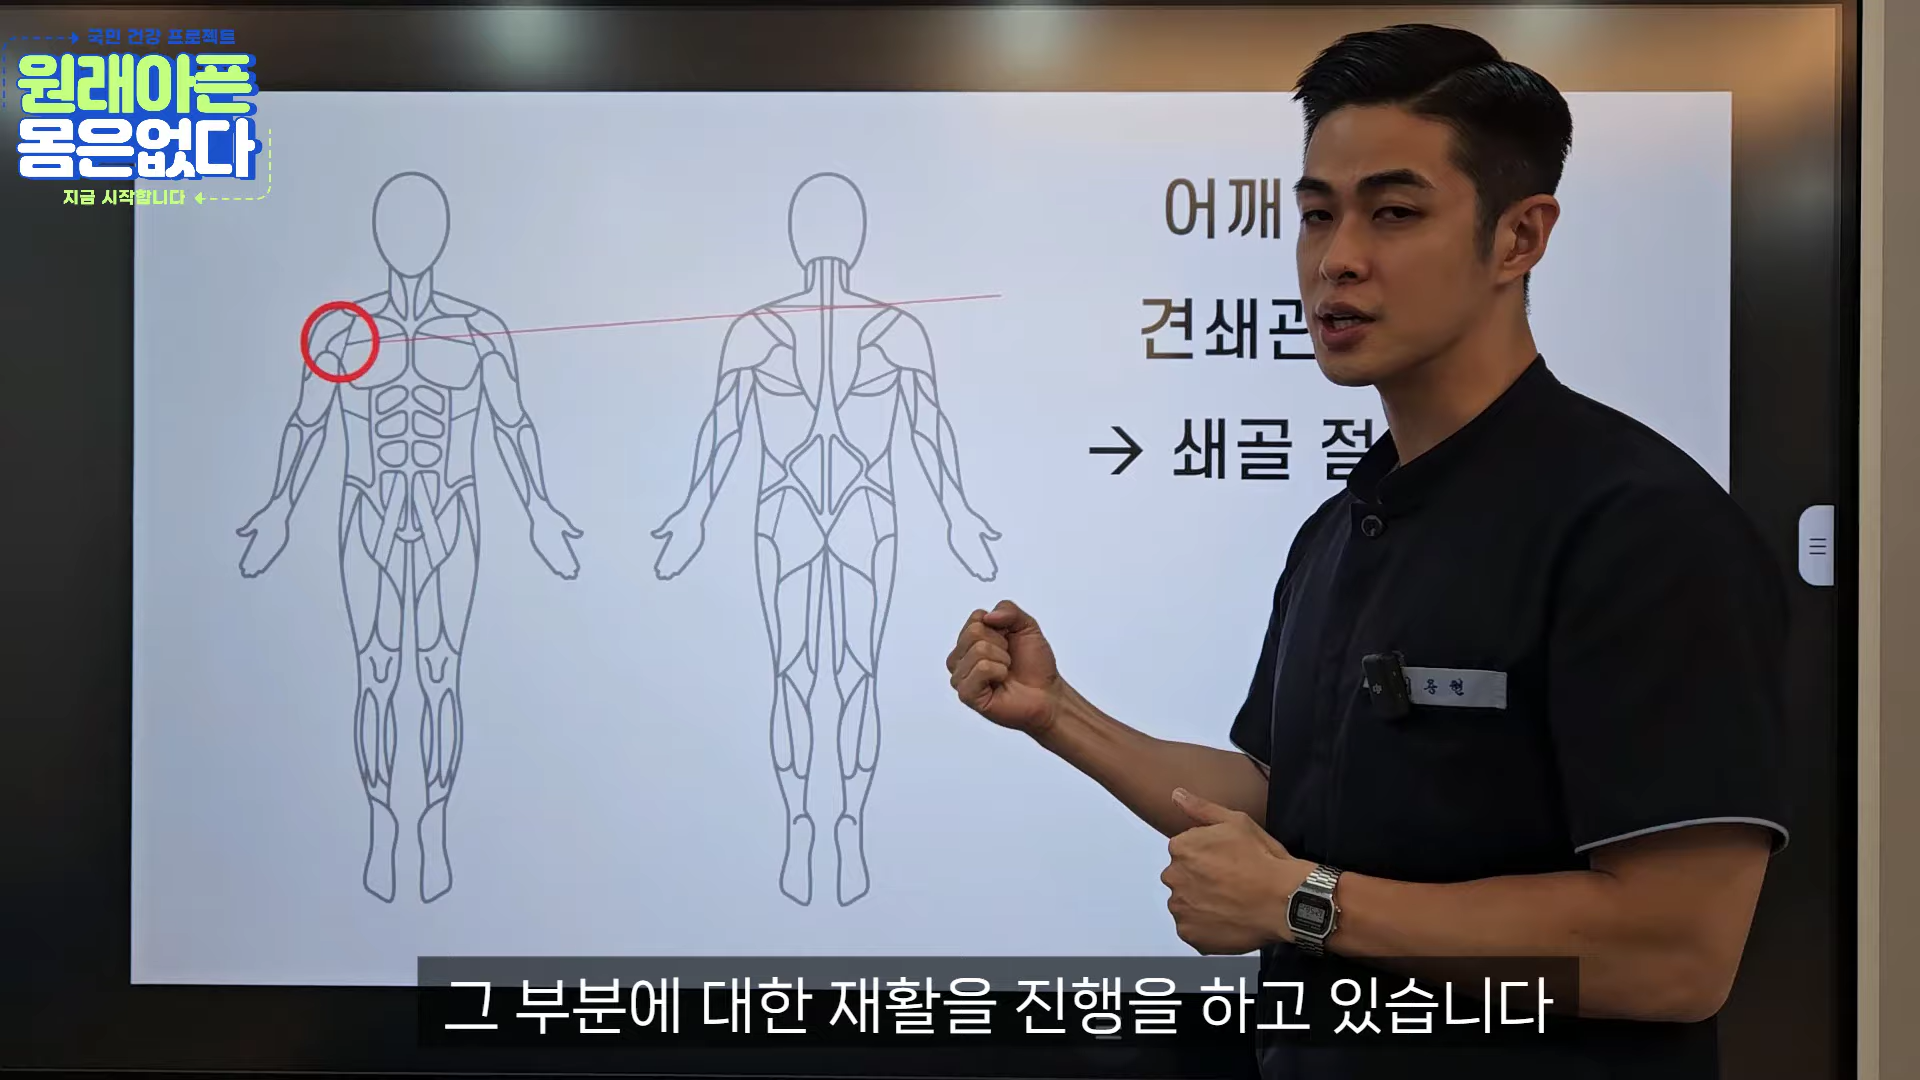 국민 건강 프로젝트
원래아픈
몸은없다
지금 시작합니다
어깨
견쇄관
→ 쇄골 절
용현
그 부분에 대한 재활을 진행을 하고 있습니다